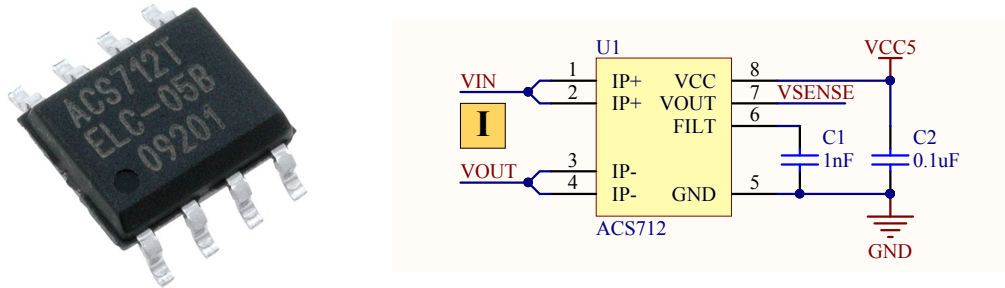 ACS712T
ELC-05B
09201
U1
VCC5
VIN
1 IP+ VCC 8
2 IP+ VOUT 7 VSENSE
FILT 6
I
C1
1nF
C2
0.1uF
VOUT
3 IP-
4 IP- GND 5
ACS712
GND